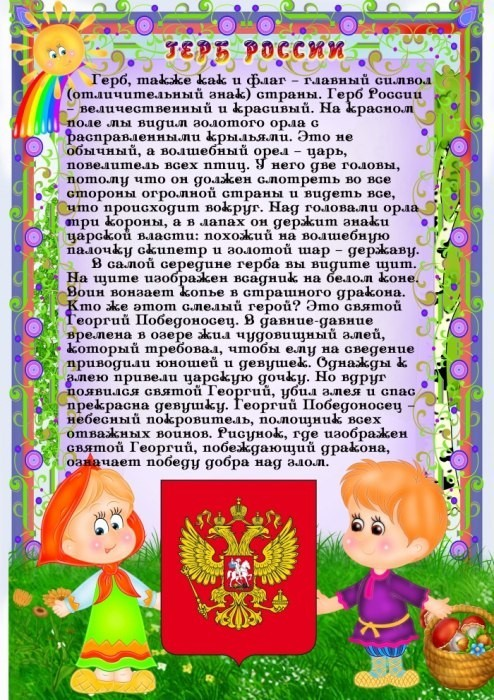 ГЕРБ РОССИИ
Герб, также как и флаг – главный символ
(отличительный знак) страны. Герб России
– величественный и красивый. На красном
поле мы видим золотого орла с
расправленными крыльями. Это не
обычный, а волшебный орел – царь,
повелитель всех птиц. У него две головы,
потому что он должен смотреть во все
стороны огромной страны и видеть все,
что происходит вокруг. Над головами орла
три короны, а в лапах он держит знаки
царской власти: похожий на волшебную
палочку скипетр и золотой шар – державу.
В самой середине герба вы видите щит.
На щите изображен всадник на белом коне.
Воин вонзает копье в страшного дракона.
Кто же этот смелый герой? Это святой
Георгий Победоносец. В давние-давние
времена в озере жил чудовищный змей,
который требовал, чтобы ему на сведение
приводили юношей и девушек. Однажды к
змею привели царскую дочку. Но вдруг
появился святой Георгий, убил змея и спас
прекрасна девушку. Георгий Победоносец –
небесный покровитель, помощник всех
отважных воинов. Рисунок, где изображен
святой Георгий, побеждающий дракона,
означает победу добра над злом.